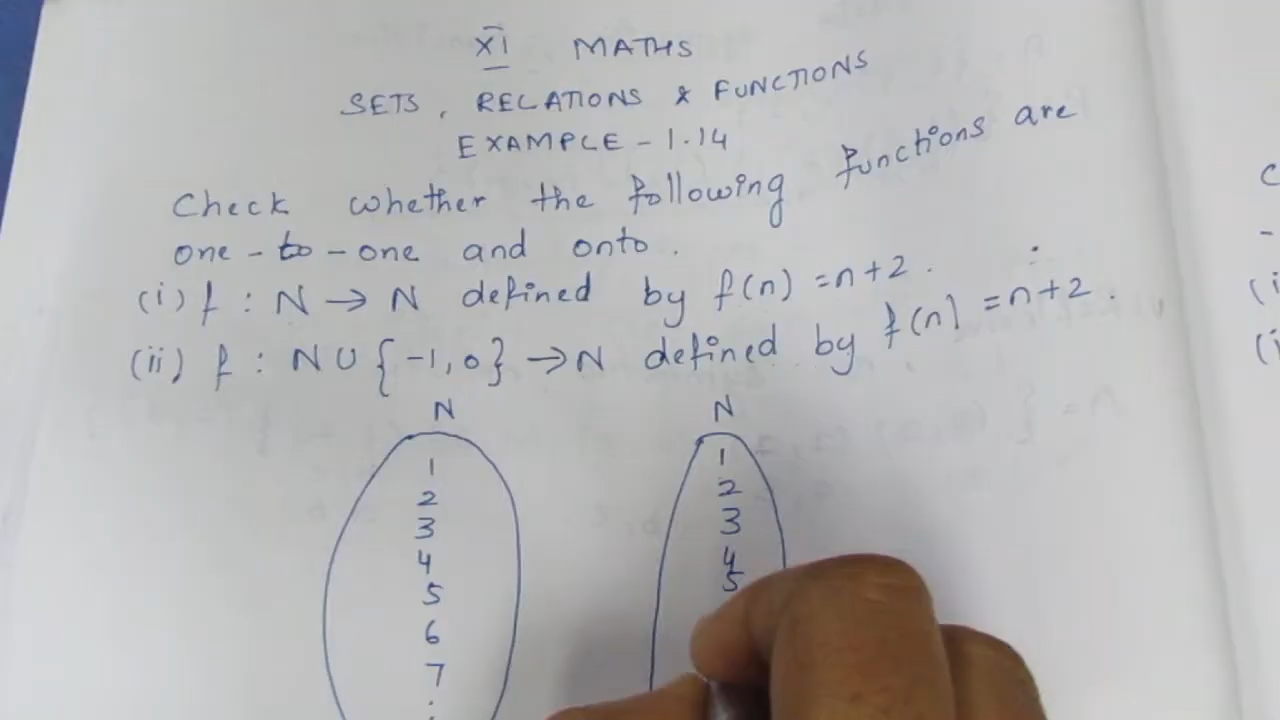 XI MATHS
SETS, RELATIONS & FUNCTIONS
EXAMPLE - 1.14
Check whether the following functions are
one-to-one and onto.
(i) f : N → N defined by f(n) = n+2.
(ii) f : N ∪ {-1, 0} → N defined by f(n) = n+2.
N N
1 1
2 2
3 3
4 4
5 5
6
7